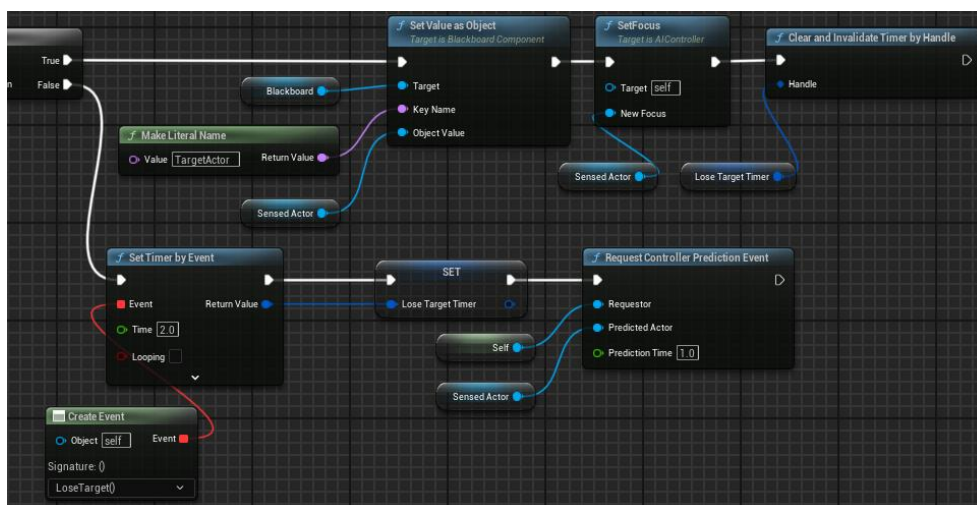 True
False
n
Blackboard
f Set Value as Object
Target is Blackboard Component
Target
Key Name
Object Value
f Make Literal Name
Value TargetActor Return Value
Sensed Actor
f SetFocus
Target is AIController
Target self
New Focus
Sensed Actor
f Clear and Invalidate Timer by Handle
Handle
Lose Target Timer
f Set Timer by Event
Event Return Value
Time 2.0
Looping
SET
Lose Target Timer
Self
Sensed Actor
f Request Controller Prediction Event
Requestor
Predicted Actor
Prediction Time 1.0
Create Event
Object self Event
Signature: ()
LoseTarget()